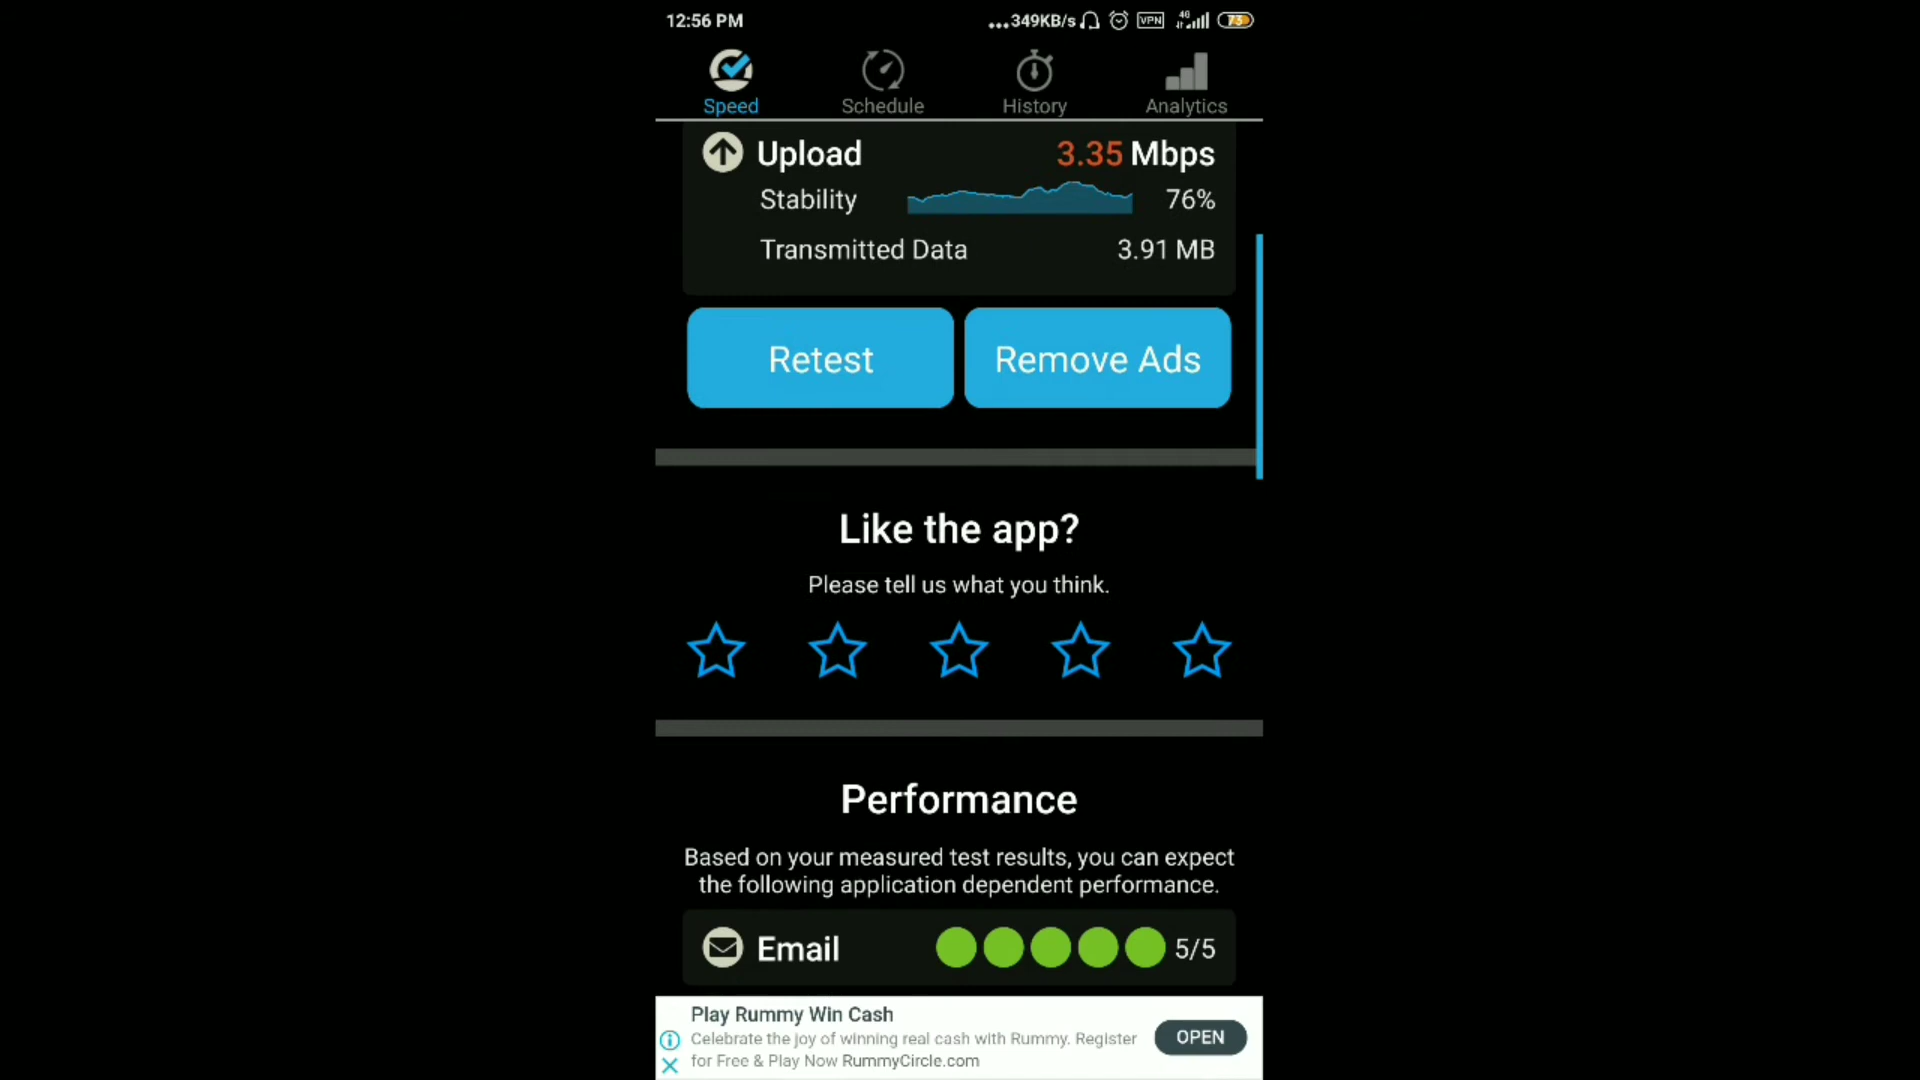 12:56 PM
...349KB/s VPN 4G 73
Speed Schedule History Analytics
Upload 3.35 Mbps
Stability 76%
Transmitted Data 3.91 MB
Retest Remove Ads
Like the app?
Please tell us what you think.
Performance
Based on your measured test results, you can expect
the following application dependent performance.
Email 5/5
Play Rummy Win Cash
Celebrate the joy of winning real cash with Rummy. Register
for Free & Play Now RummyCircle.com
OPEN